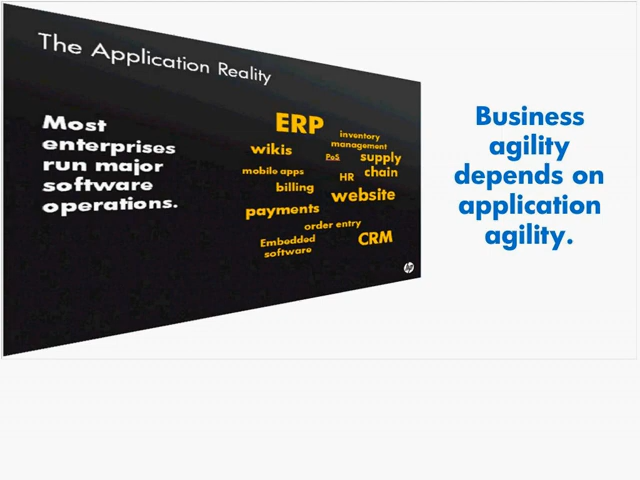 The Application Reality
Most
enterprises
run major
software
operations.
ERP
inventory
management
wikis
PoS
supply
chain
mobile apps
HR
billing
website
payments
order entry
Embedded
software
CRM
hp
Business
agility
depends on
application
agility.